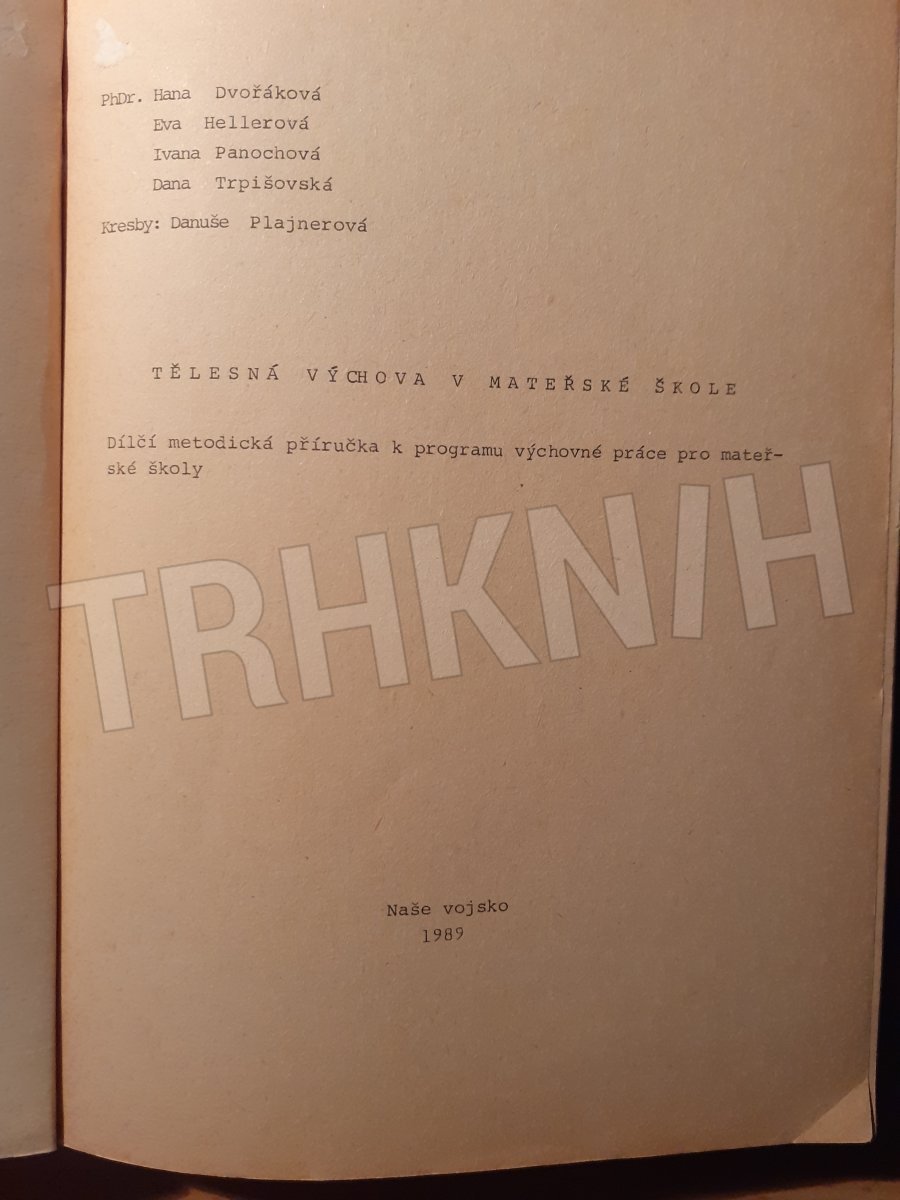 PhDr. Hana Dvořáková
Eva Hellerová
Ivana Panochová
Dana Trpišovská
Kresby: Danuše Plajnerová
TĚLESNÁ VÝCHOVA V MATEŘSKÉ ŠKOLE
Dílčí metodická příručka k programu výchovné práce pro mateř-
ské školy
TRHKNIH
Naše vojsko
1989